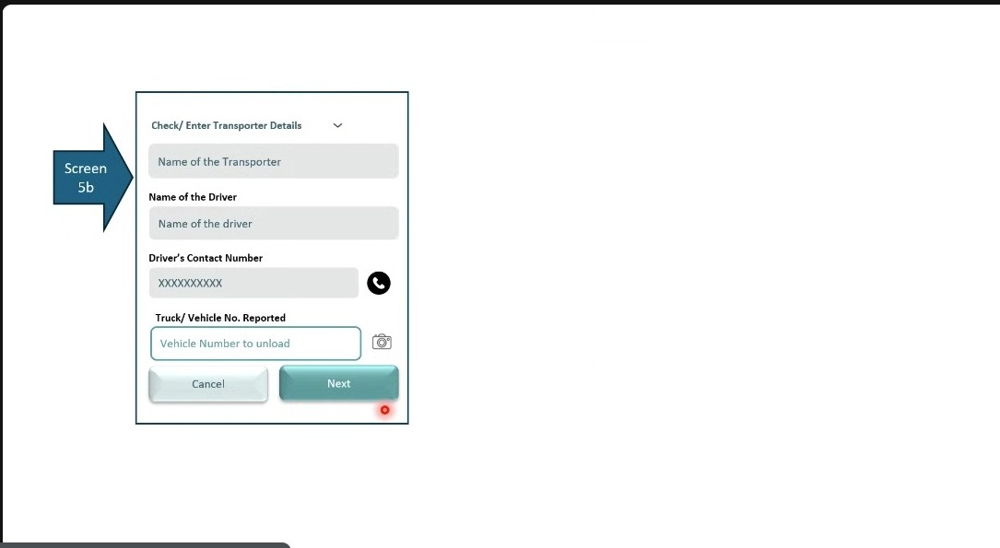 Screen
5b
Check/ Enter Transporter Details
Name of the Transporter
Name of the Driver
Name of the driver
Driver's Contact Number
XXXXXXXXXX
Truck/ Vehicle No. Reported
Vehicle Number to unload
Cancel
Next